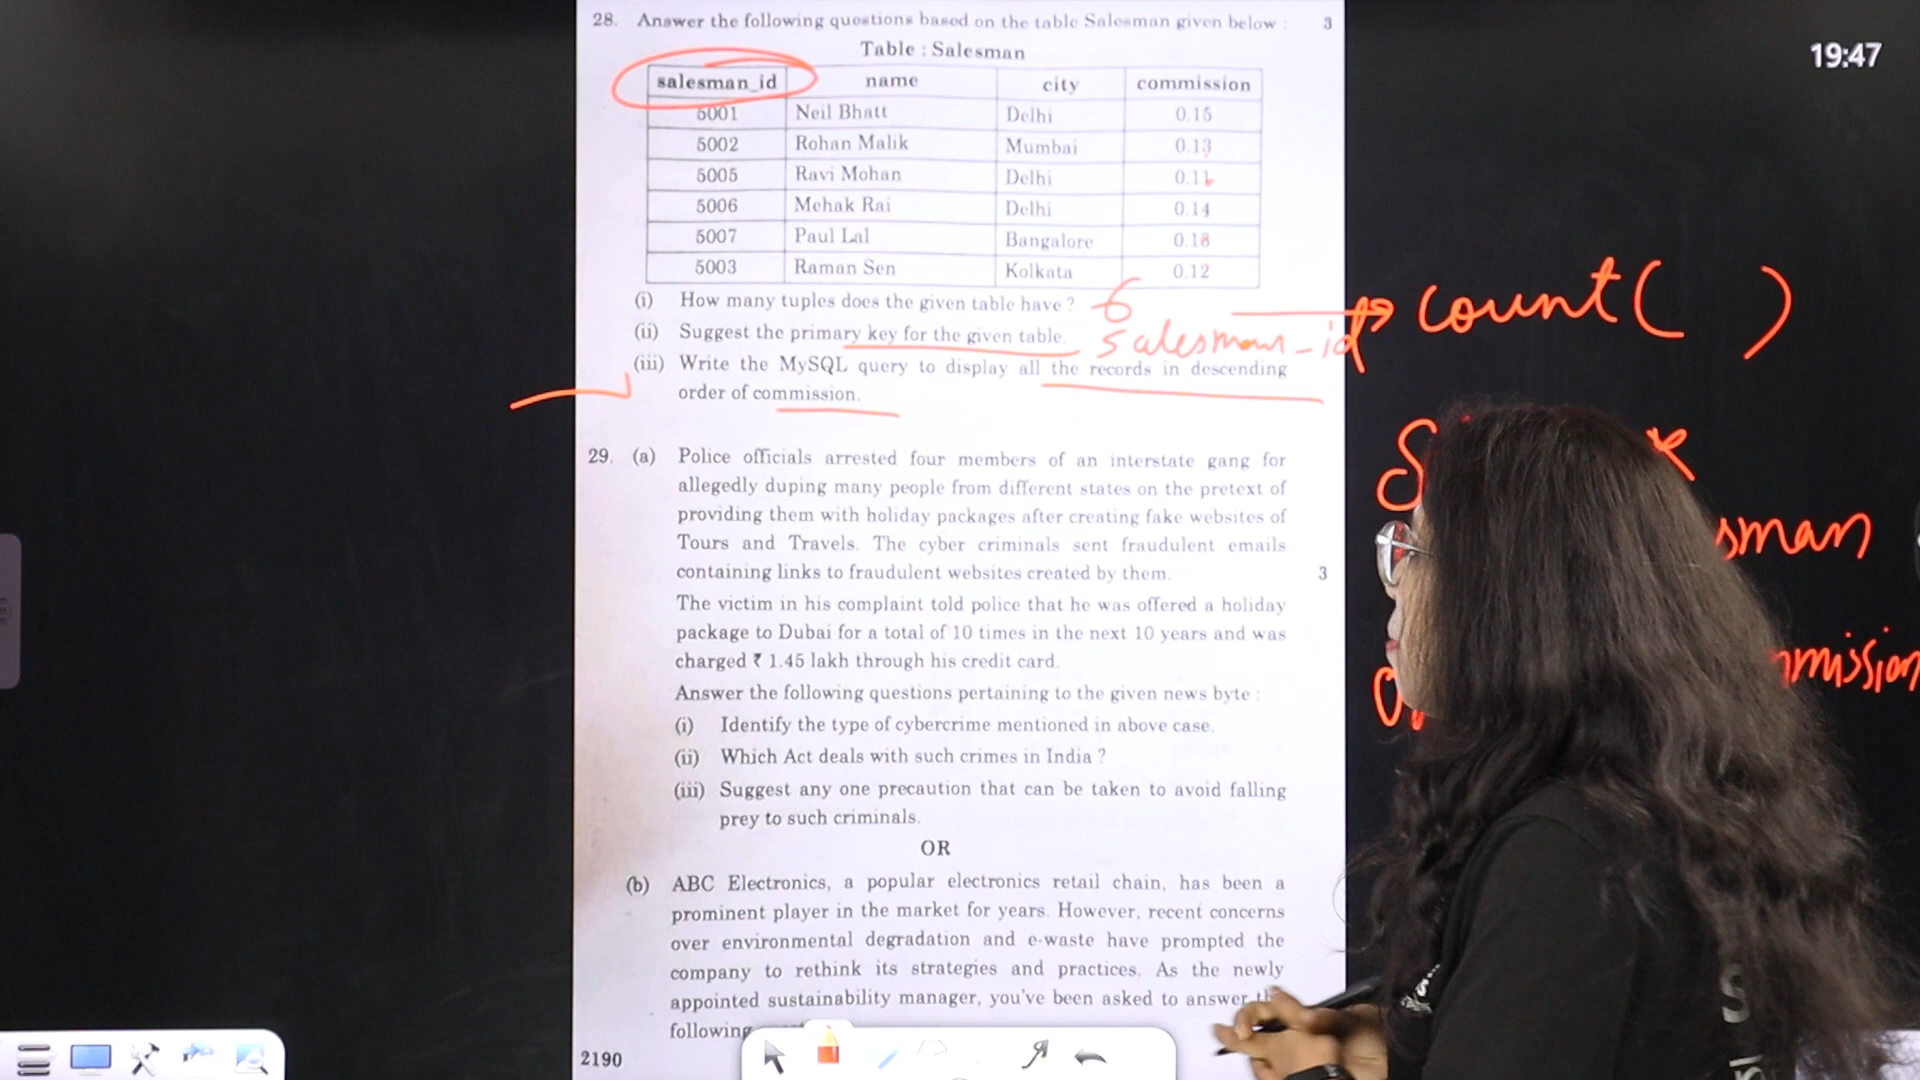 28. Answer the following questions based on the table Salesman given below : 3
19:47
Table : Salesman
salesman_id name city commission
5001 Neil Bhatt Delhi 0.15
5002 Rohan Malik Mumbai 0.13
5005 Ravi Mohan Delhi 0.11
5006 Mehak Rai Delhi 0.14
5007 Paul Lal Bangalore 0.18
5003 Raman Sen Kolkata 0.12
(i) How many tuples does the given table have ? 6
count( )
(ii) Suggest the primary key for the given table. salesman_id
(iii) Write the MySQL query to display all the records in descending
order of commission.
sman
mmission
29. (a) Police officials arrested four members of an interstate gang for
allegedly duping many people from different states on the pretext of
providing them with holiday packages after creating fake websites of
Tours and Travels. The cyber criminals sent fraudulent emails
containing links to fraudulent websites created by them. 3
The victim in his complaint told police that he was offered a holiday
package to Dubai for a total of 10 times in the next 10 years and was
charged ₹ 1.45 lakh through his credit card.
Answer the following questions pertaining to the given news byte :
(i) Identify the type of cybercrime mentioned in above case.
(ii) Which Act deals with such crimes in India ?
(iii) Suggest any one precaution that can be taken to avoid falling
prey to such criminals.
OR
(b) ABC Electronics, a popular electronics retail chain, has been a
prominent player in the market for years. However, recent concerns
over environmental degradation and e-waste have prompted the
company to rethink its strategies and practices. As the newly
appointed sustainability manager, you've been asked to answer
following
2190